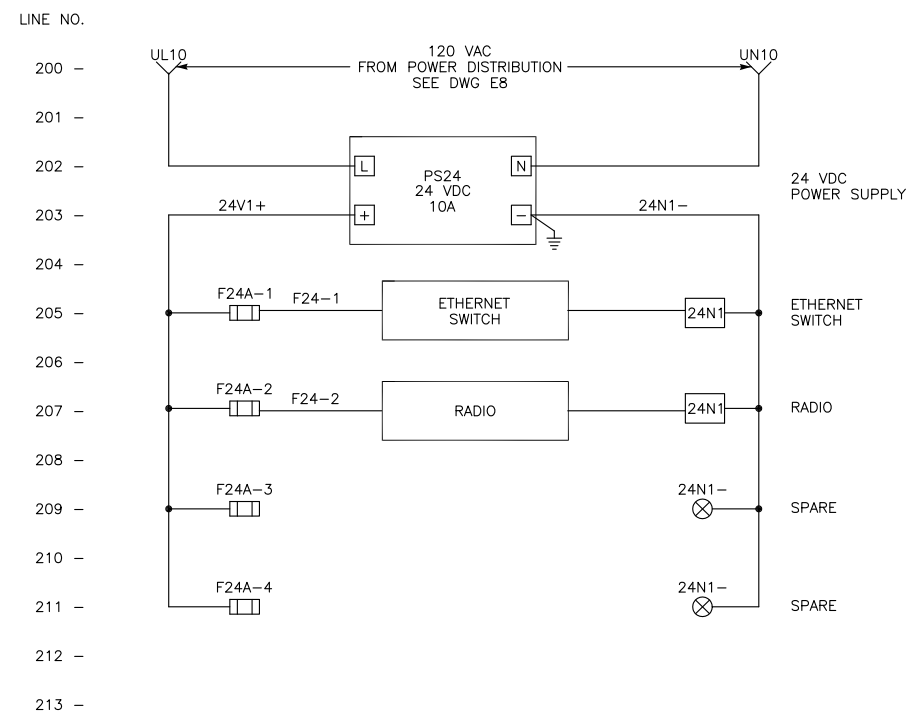 LINE NO.
120 VAC
UL10
UN10
200 –
FROM POWER DISTRIBUTION
SEE DWG E8
201 –
202 –
L
N
PS24
24 VDC
10A
24 VDC
POWER SUPPLY
203 –
24V1+
+
–
24N1–
204 –
F24A–1
F24–1
ETHERNET
SWITCH
205 –
24N1
ETHERNET
SWITCH
206 –
F24A–2
F24–2
207 –
RADIO
24N1
RADIO
208 –
F24A–3
24N1–
209 –
SPARE
210 –
F24A–4
24N1–
211 –
SPARE
212 –
213 –